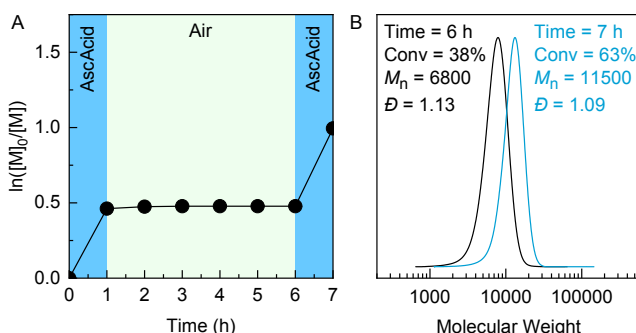 A
AscAcid
Air
AscAcid
ln([M]0/[M])
1.5
1.0
0.5
0.0
0 1 2 3 4 5 6 7
Time (h)
B
Time = 6 h
Conv = 38%
Mn = 6800
Đ = 1.13
Time = 7 h
Conv = 63%
Mn = 11500
Đ = 1.09
1000 10000 100000
Molecular Weight